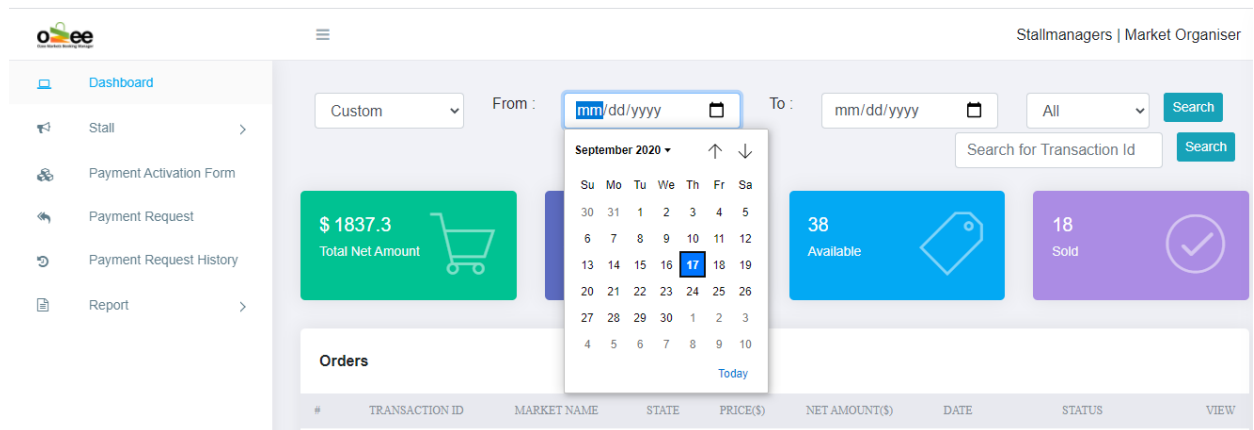 ozee
Stallmanagers | Market Organiser
Dashboard
Stall
Payment Activation Form
Payment Request
Payment Request History
Report
Custom
From :
mm/dd/yyyy
To :
mm/dd/yyyy
All
Search
Search for Transaction Id
Search
September 2020
Su Mo Tu We Th Fr Sa
30 31 1 2 3 4 5
6 7 8 9 10 11 12
13 14 15 16 17 18 19
20 21 22 23 24 25 26
27 28 29 30 1 2 3
4 5 6 7 8 9 10
Today
$ 1837.3
Total Net Amount
38
Available
18
Sold
Orders
# TRANSACTION ID MARKET NAME STATE PRICE($) NET AMOUNT($) DATE STATUS VIEW